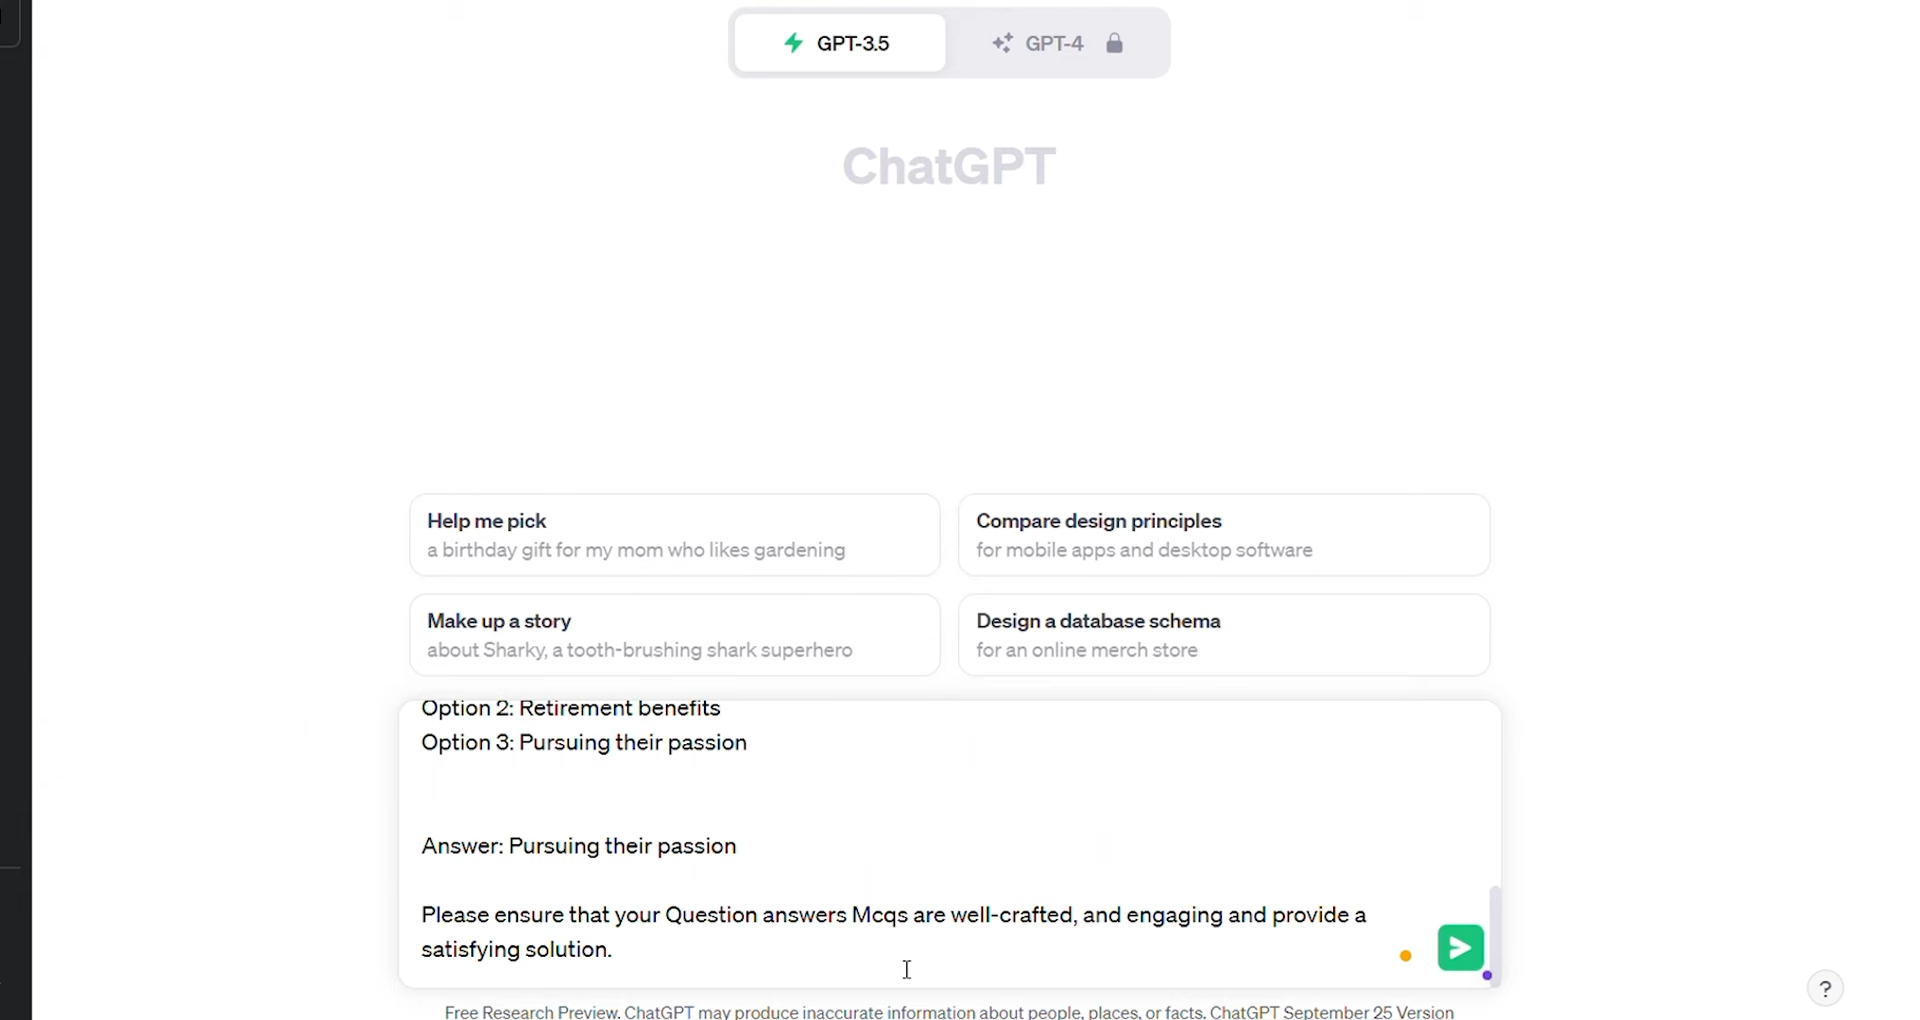 GPT-3.5
GPT-4
ChatGPT
Help me pick
a birthday gift for my mom who likes gardening
Compare design principles
for mobile apps and desktop software
Make up a story
about Sharky, a tooth-brushing shark superhero
Design a database schema
for an online merch store
Option 2: Retirement benefits
Option 3: Pursuing their passion
Answer: Pursuing their passion
Please ensure that your Question answers Mcqs are well-crafted, and engaging and provide a
satisfying solution.
?
Free Research Preview. ChatGPT may produce inaccurate information about people, places, or facts. ChatGPT September 25 Version